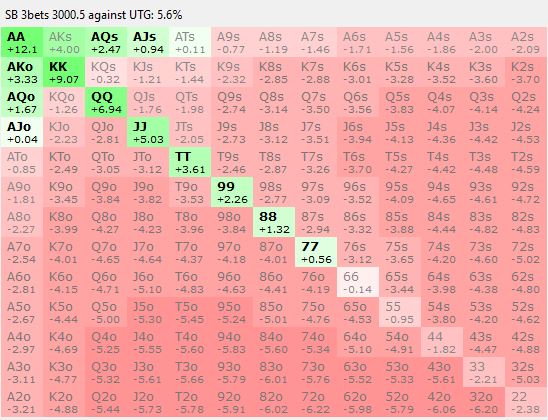 SB 3bets 3000.5 against UTG: 5.6%
AA AKs AQs AJs ATs A9s A8s A7s A6s A5s A4s A3s A2s
+12.1 +4.00 +2.47 +0.94 +0.11 -0.77 -1.19 -1.46 -1.71 -1.56 -1.86 -2.00 -2.09
AKo KK KQs KJs KTs K9s K8s K7s K6s K5s K4s K3s K2s
+3.33 +9.07 -0.32 -1.21 -1.44 -2.32 -2.85 -2.88 -3.01 -3.28 -3.52 -3.60 -3.70
AQo KQo QQ QJs QTs Q9s Q8s Q7s Q6s Q5s Q4s Q3s Q2s
+1.67 -1.26 +6.94 -1.76 -1.98 -2.74 -3.14 -3.50 -3.56 -3.83 -4.07 -4.14 -4.24
AJo KJo QJo JJ JTs J9s J8s J7s J6s J5s J4s J3s J2s
+0.04 -2.23 -2.81 +5.03 -2.05 -2.73 -3.12 -3.51 -3.94 -4.13 -4.36 -4.42 -4.53
ATo KTo QTo JTo TT T9s T8s T7s T6s T5s T4s T3s T2s
-0.85 -2.49 -3.05 -3.12 +3.61 -2.46 -2.87 -3.26 -3.70 -4.27 -4.42 -4.48 -4.59
A9o K9o Q9o J9o T9o 99 98s 97s 96s 95s 94s 93s 92s
-1.81 -3.45 -3.84 -3.82 -3.53 +2.26 -2.77 -3.09 -3.52 -4.09 -4.65 -4.61 -4.72
A8o K8o Q8o J8o T8o 98o 88 87s 86s 85s 84s 83s 82s
-2.27 -3.99 -4.27 -4.23 -3.96 -3.84 +1.32 -2.94 -3.32 -3.88 -4.44 -4.82 -4.83
A7o K7o Q7o J7o T7o 97o 87o 77 76s 75s 74s 73s 72s
-2.54 -4.01 -4.65 -4.64 -4.37 -4.18 -4.01 +0.56 -3.12 -3.65 -4.20 -4.60 -5.02
A6o K6o Q6o J6o T6o 96o 86o 76o 66 65s 64s 63s 62s
-2.81 -4.15 -4.71 -5.10 -4.83 -4.63 -4.41 -4.19 -0.14 -3.44 -3.98 -4.38 -4.80
A5o K5o Q5o J5o T5o 95o 85o 75o 65o 55 54s 53s 52s
-2.67 -4.44 -5.00 -5.30 -5.45 -5.24 -5.01 -4.76 -4.53 -0.95 -3.80 -4.20 -4.62
A4o K4o Q4o J4o T4o 94o 84o 74o 64o 54o 44 43s 42s
-2.97 -4.69 -5.25 -5.55 -5.60 -5.83 -5.60 -5.34 -5.10 -4.91 -1.82 -4.47 -4.88
A3o K3o Q3o J3o T3o 93o 83o 73o 63o 53o 43o 33 32s
-3.11 -4.77 -5.32 -5.61 -5.66 -5.79 -6.01 -5.76 -5.52 -5.33 -5.61 -2.21 -5.03
A2o K2o Q2o J2o T2o 92o 82o 72o 62o 52o 42o 32o 22
-3.21 -4.88 -5.44 -5.73 -5.78 -5.91 -6.02 -6.22 -5.98 -5.79 -6.06 -6.20 -2.38